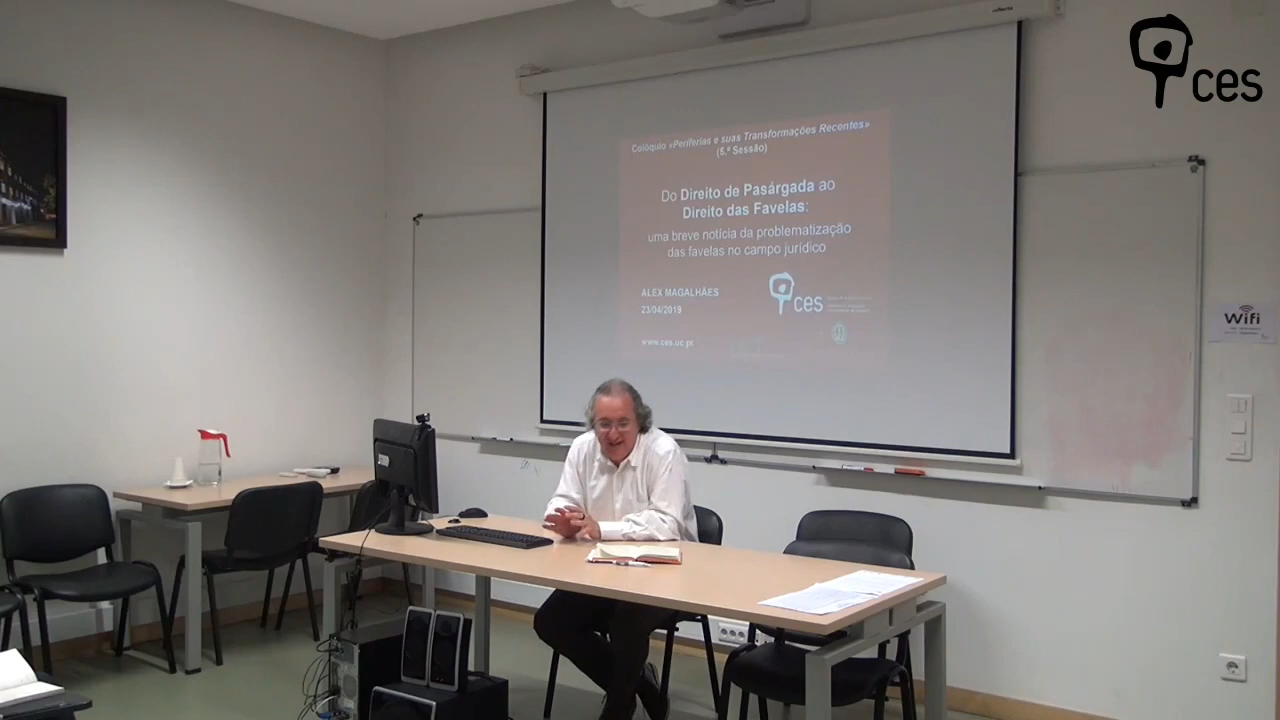 ces
Colóquio «Periferias e suas Transformações Recentes»
(5.ª Sessão)
Do Direito de Pasárgada ao
Direito das Favelas:
uma breve notícia da problematização
das favelas no campo jurídico
ALEX MAGALHÃES
23/04/2019
ces
www.ces.uc.pt
Wifi